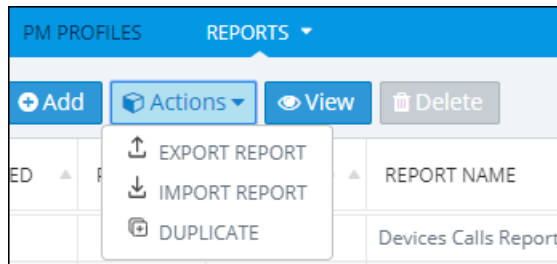 PM PROFILES REPORTS
Add Actions View Delete
EXPORT REPORT
ED REPORT NAME
IMPORT REPORT
DUPLICATE
Devices Calls Report